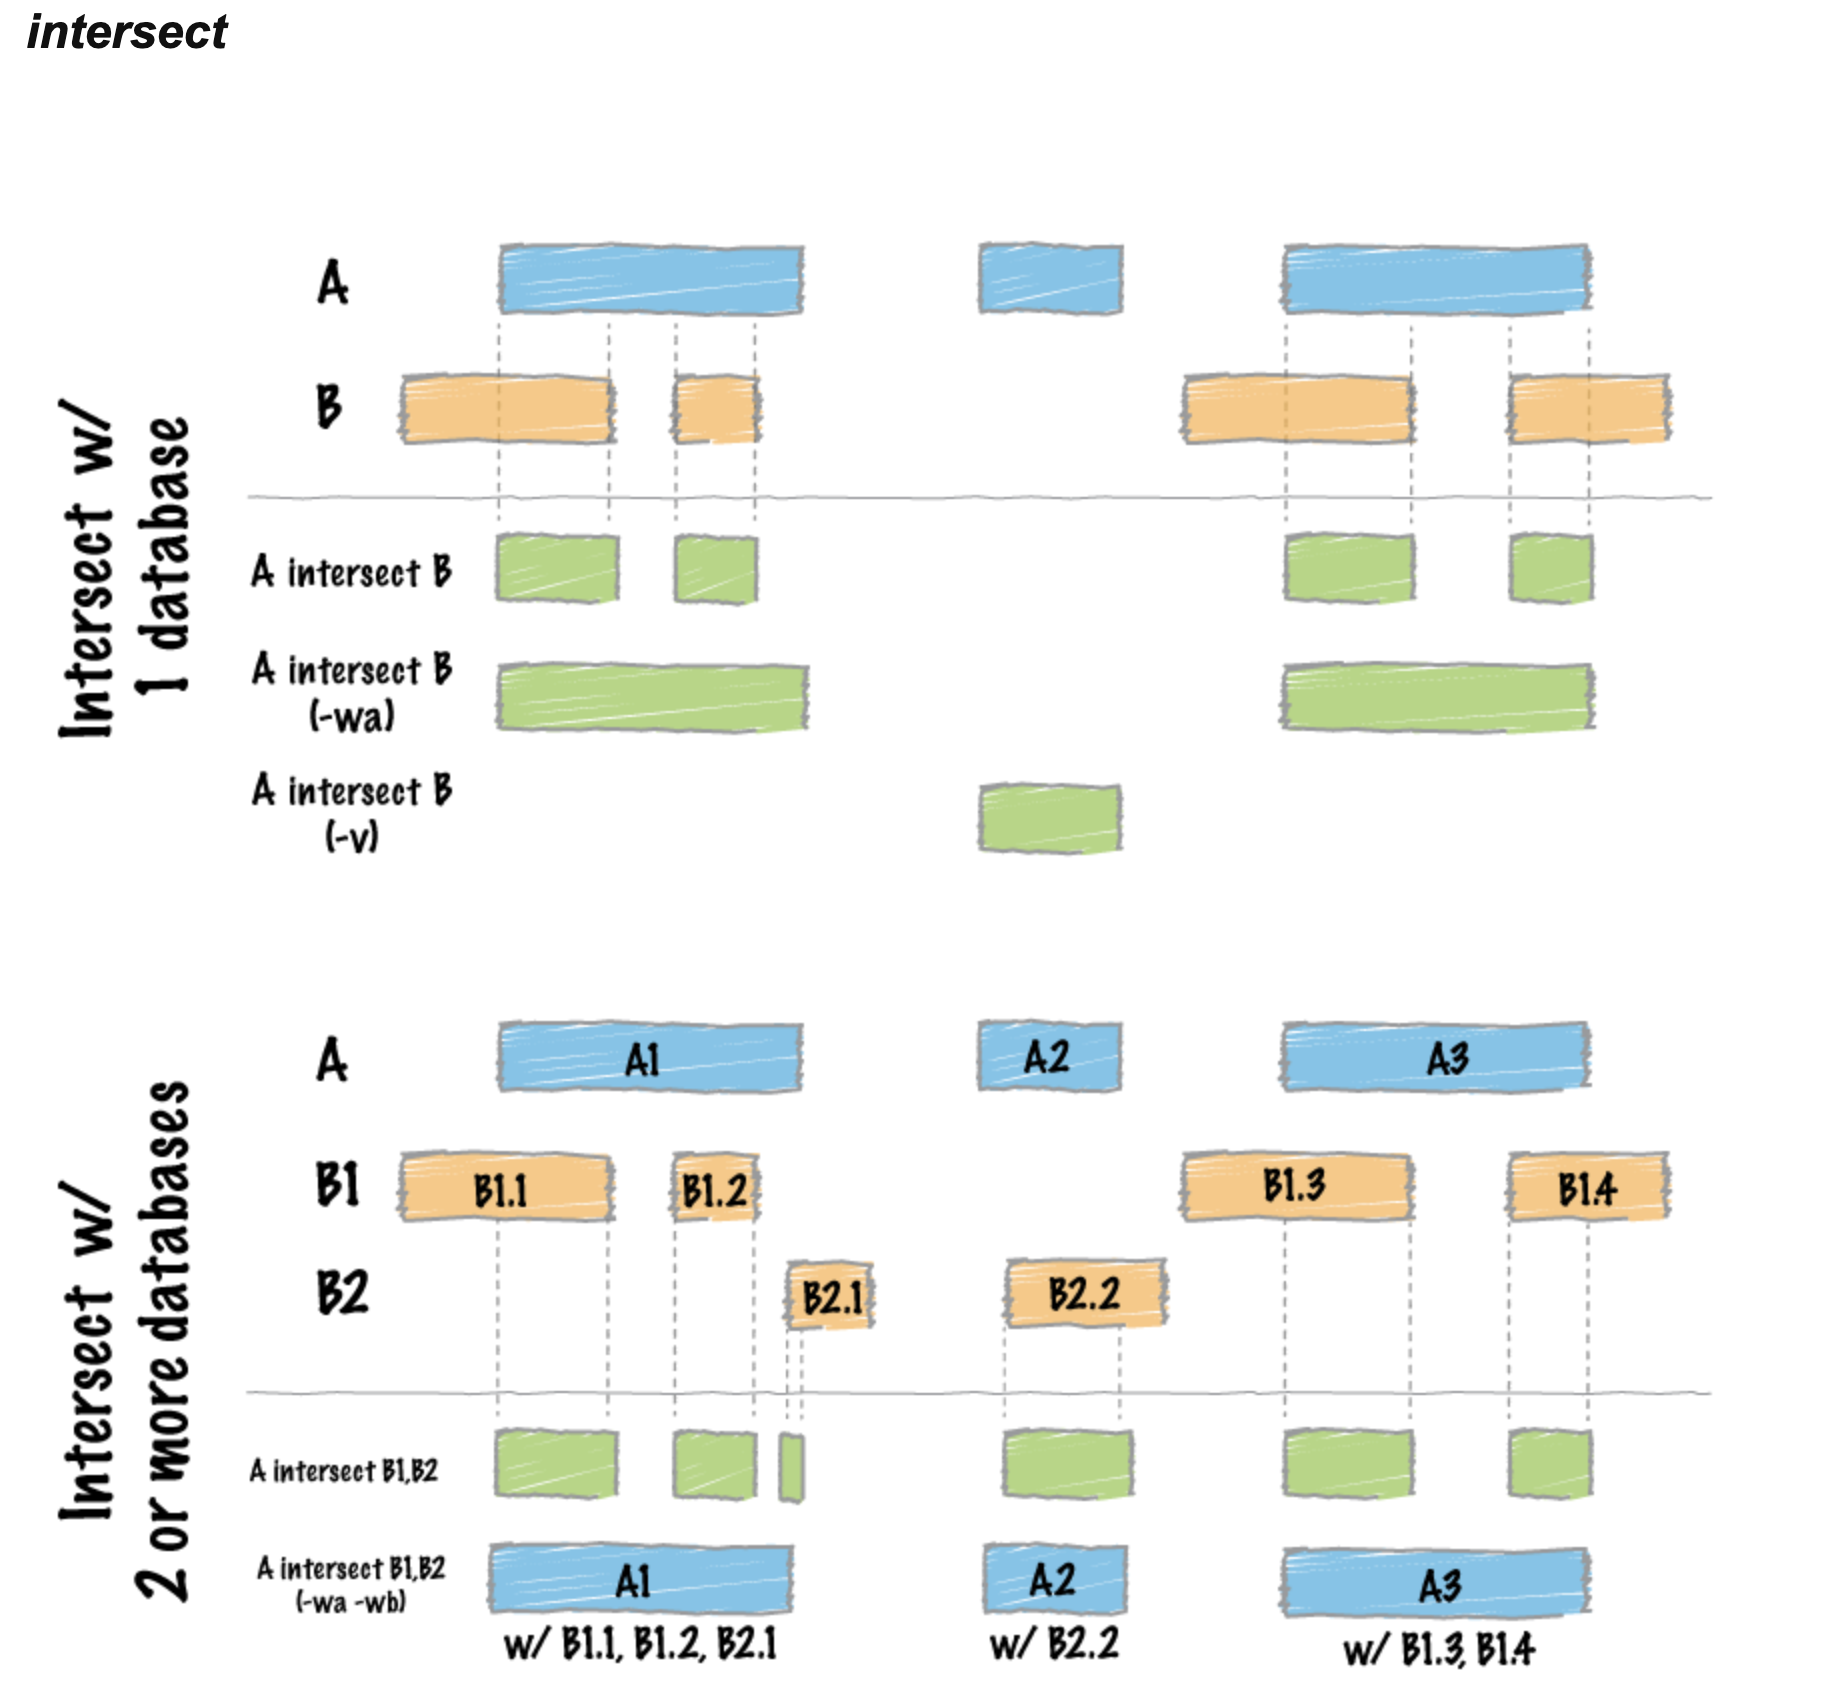 intersect
Intersect w/
1 database
A
B
A intersect B
A intersect B
(-wa)
A intersect B
(-v)
Intersect w/
2 or more databases
A
A1
A2
A3
B1
B1.1
B1.2
B1.3
B1.4
B2
B2.1
B2.2
A intersect B1,B2
A intersect B1,B2
(-wa -wb)
A1
A2
A3
w/ B1.1, B1.2, B2.1
w/ B2.2
w/ B1.3, B1.4